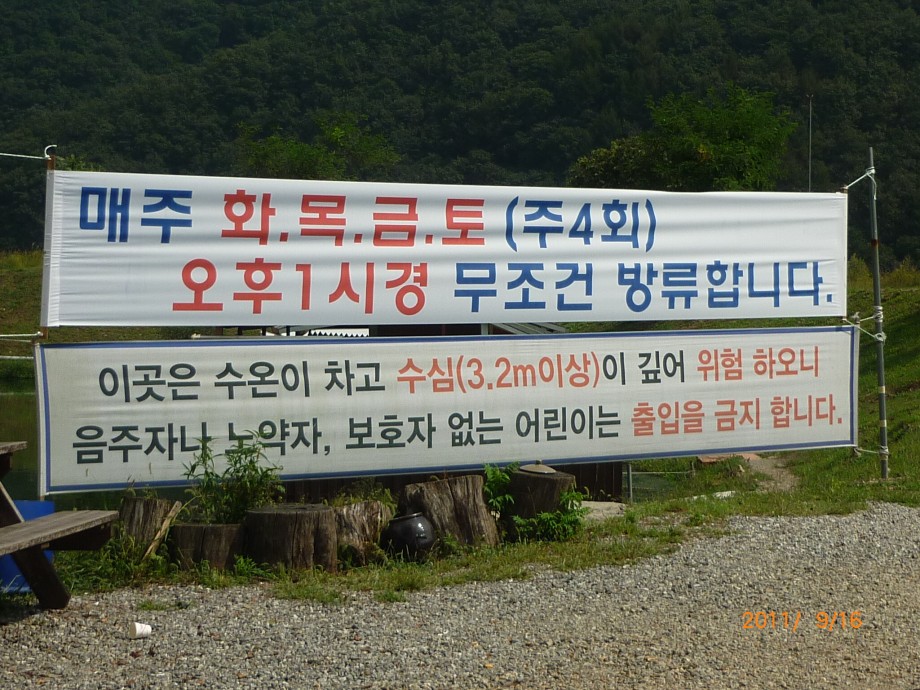 매주 화.목.금.토 (주4회)
오후1시경 무조건 방류합니다.
이곳은 수온이 차고 수심(3.2m이상)이 깊어 위험 하오니
음주자나 노약자, 보호자 없는 어린이는 출입을 금지 합니다.
2011/ 9/16